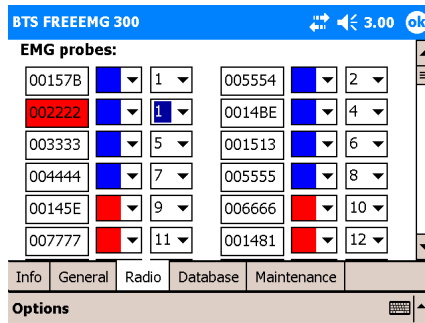 BTS FREEEMG 300 3.00 ok
EMG probes:
00157B 1 005554 2
002222 1 0014BE 4
003333 5 001513 6
004444 7 005555 8
00145E 9 006666 10
007777 11 001481 12
Info General Radio Database Maintenance
Options